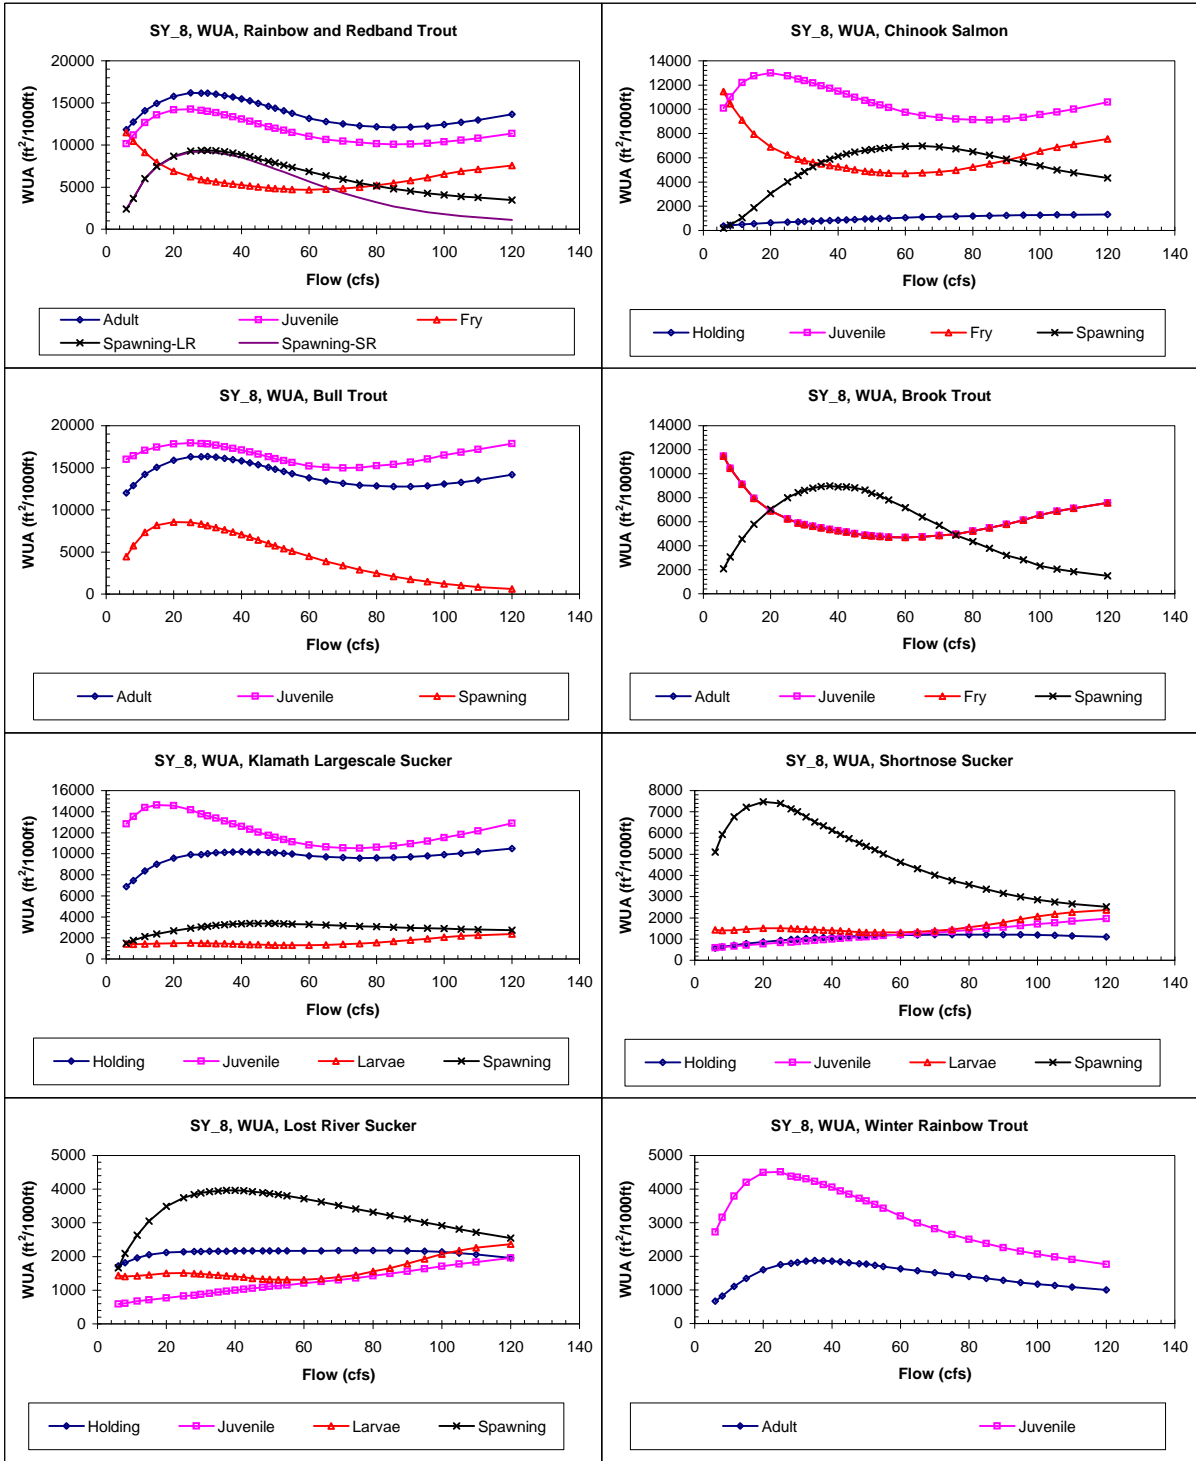 SY_8, WUA, Rainbow and Redband Trout
WUA (ft²/1000ft)
20000
15000
10000
5000
0
0 20 40 60 80 100 120 140
Flow (cfs)
Adult Juvenile Fry
Spawning-LR Spawning-SR
SY_8, WUA, Chinook Salmon
WUA (ft²/1000ft)
14000
12000
10000
8000
6000
4000
2000
0
0 20 40 60 80 100 120 140
Flow (cfs)
Holding Juvenile Fry Spawning
SY_8, WUA, Bull Trout
WUA (ft²/1000ft)
20000
15000
10000
5000
0
0 20 40 60 80 100 120 140
Flow (cfs)
Adult Juvenile Spawning
SY_8, WUA, Brook Trout
WUA (ft²/1000ft)
14000
12000
10000
8000
6000
4000
2000
0
0 20 40 60 80 100 120 140
Flow (cfs)
Adult Juvenile Fry Spawning
SY_8, WUA, Klamath Largescale Sucker
WUA (ft²/1000ft)
16000
14000
12000
10000
8000
6000
4000
2000
0
0 20 40 60 80 100 120 140
Flow (cfs)
Holding Juvenile Larvae Spawning
SY_8, WUA, Shortnose Sucker
WUA (ft²/1000ft)
8000
7000
6000
5000
4000
3000
2000
1000
0
0 20 40 60 80 100 120 140
Flow (cfs)
Holding Juvenile Larvae Spawning
SY_8, WUA, Lost River Sucker
WUA (ft²/1000ft)
5000
4000
3000
2000
1000
0
0 20 40 60 80 100 120 140
Flow (cfs)
Holding Juvenile Larvae Spawning
SY_8, WUA, Winter Rainbow Trout
WUA (ft²/1000ft)
5000
4000
3000
2000
1000
0
0 20 40 60 80 100 120 140
Flow (cfs)
Adult Juvenile